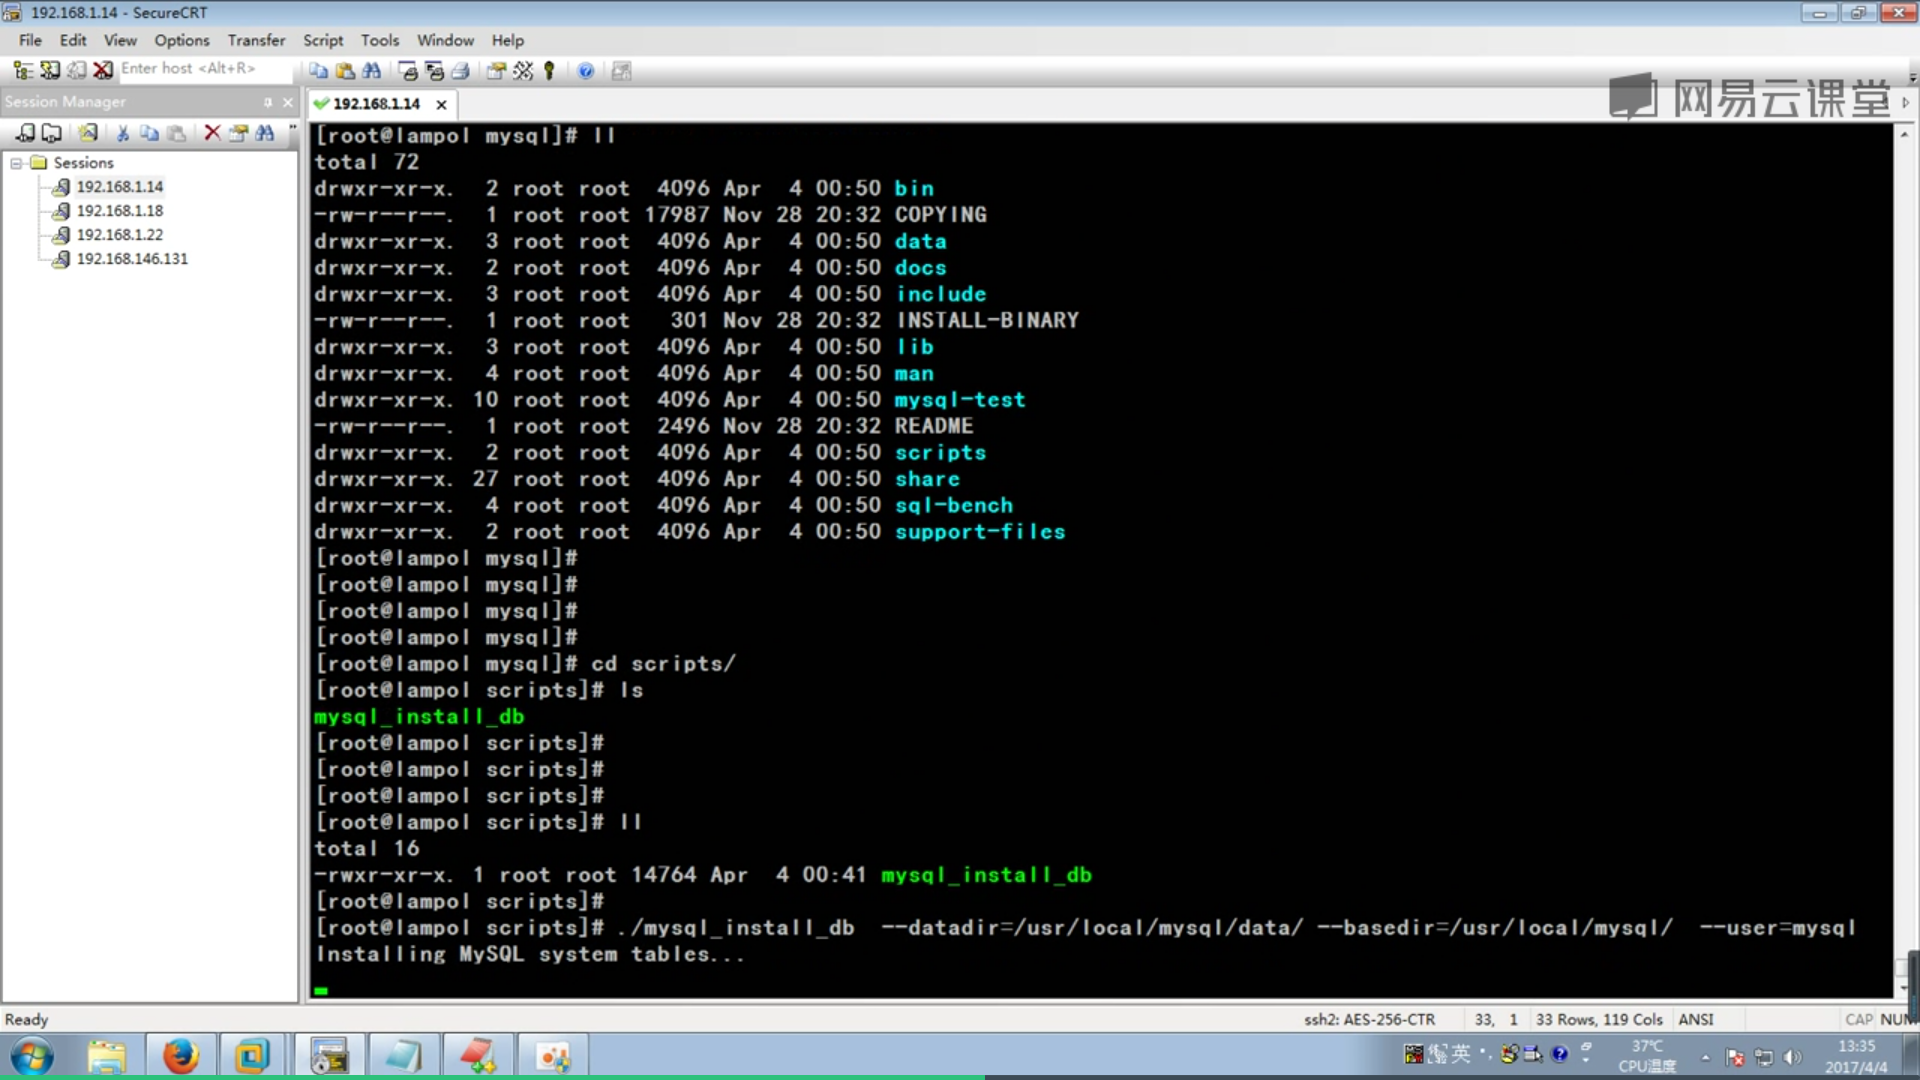 192.168.1.14 - SecureCRT
File Edit View Options Transfer Script Tools Window Help
Enter host <Alt+R>
Session Manager
192.168.1.14
网易云课堂
Sessions
192.168.1.14
192.168.1.18
192.168.1.22
192.168.146.131
[root@lampol mysql]# ll
total 72
drwxr-xr-x. 2 root root 4096 Apr 4 00:50 bin
-rw-r--r--. 1 root root 17987 Nov 28 20:32 COPYING
drwxr-xr-x. 3 root root 4096 Apr 4 00:50 data
drwxr-xr-x. 2 root root 4096 Apr 4 00:50 docs
drwxr-xr-x. 3 root root 4096 Apr 4 00:50 include
-rw-r--r--. 1 root root 301 Nov 28 20:32 INSTALL-BINARY
drwxr-xr-x. 3 root root 4096 Apr 4 00:50 lib
drwxr-xr-x. 4 root root 4096 Apr 4 00:50 man
drwxr-xr-x. 10 root root 4096 Apr 4 00:50 mysql-test
-rw-r--r--. 1 root root 2496 Nov 28 20:32 README
drwxr-xr-x. 2 root root 4096 Apr 4 00:50 scripts
drwxr-xr-x. 27 root root 4096 Apr 4 00:50 share
drwxr-xr-x. 4 root root 4096 Apr 4 00:50 sql-bench
drwxr-xr-x. 2 root root 4096 Apr 4 00:50 support-files
[root@lampol mysql]#
[root@lampol mysql]#
[root@lampol mysql]#
[root@lampol mysql]#
[root@lampol mysql]# cd scripts/
[root@lampol scripts]# ls
mysql_install_db
[root@lampol scripts]#
[root@lampol scripts]#
[root@lampol scripts]#
[root@lampol scripts]# ll
total 16
-rwxr-xr-x. 1 root root 14764 Apr 4 00:41 mysql_install_db
[root@lampol scripts]#
[root@lampol scripts]# ./mysql_install_db --datadir=/usr/local/mysql/data/ --basedir=/usr/local/mysql/ --user=mysql
Installing MySQL system tables...
Ready
ssh2: AES-256-CTR 33, 1 33 Rows, 119 Cols ANSI CAP NUM
英
37℃
CPU温度
13:35
2017/4/4